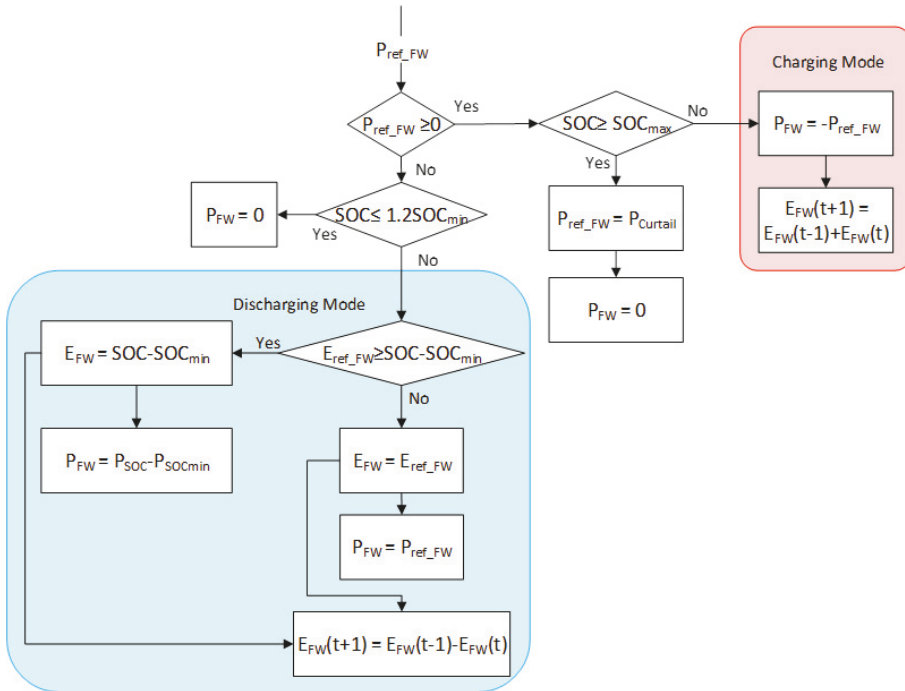 P_ref_FW
Charging Mode
P_ref_FW ≥0
Yes
SOC≥ SOC_max
No
P_FW = -P_ref_FW
No
Yes
P_FW = 0
SOC≤ 1.2SOC_min
Yes
P_ref_FW = P_Curtail
E_FW(t+1) =
E_FW(t-1)+E_FW(t)
No
P_FW = 0
Discharging Mode
E_FW = SOC-SOC_min
Yes
E_ref_FW≥SOC-SOC_min
No
P_FW = P_SOC-P_SOCmin
E_FW = E_ref_FW
P_FW = P_ref_FW
E_FW(t+1) = E_FW(t-1)-E_FW(t)